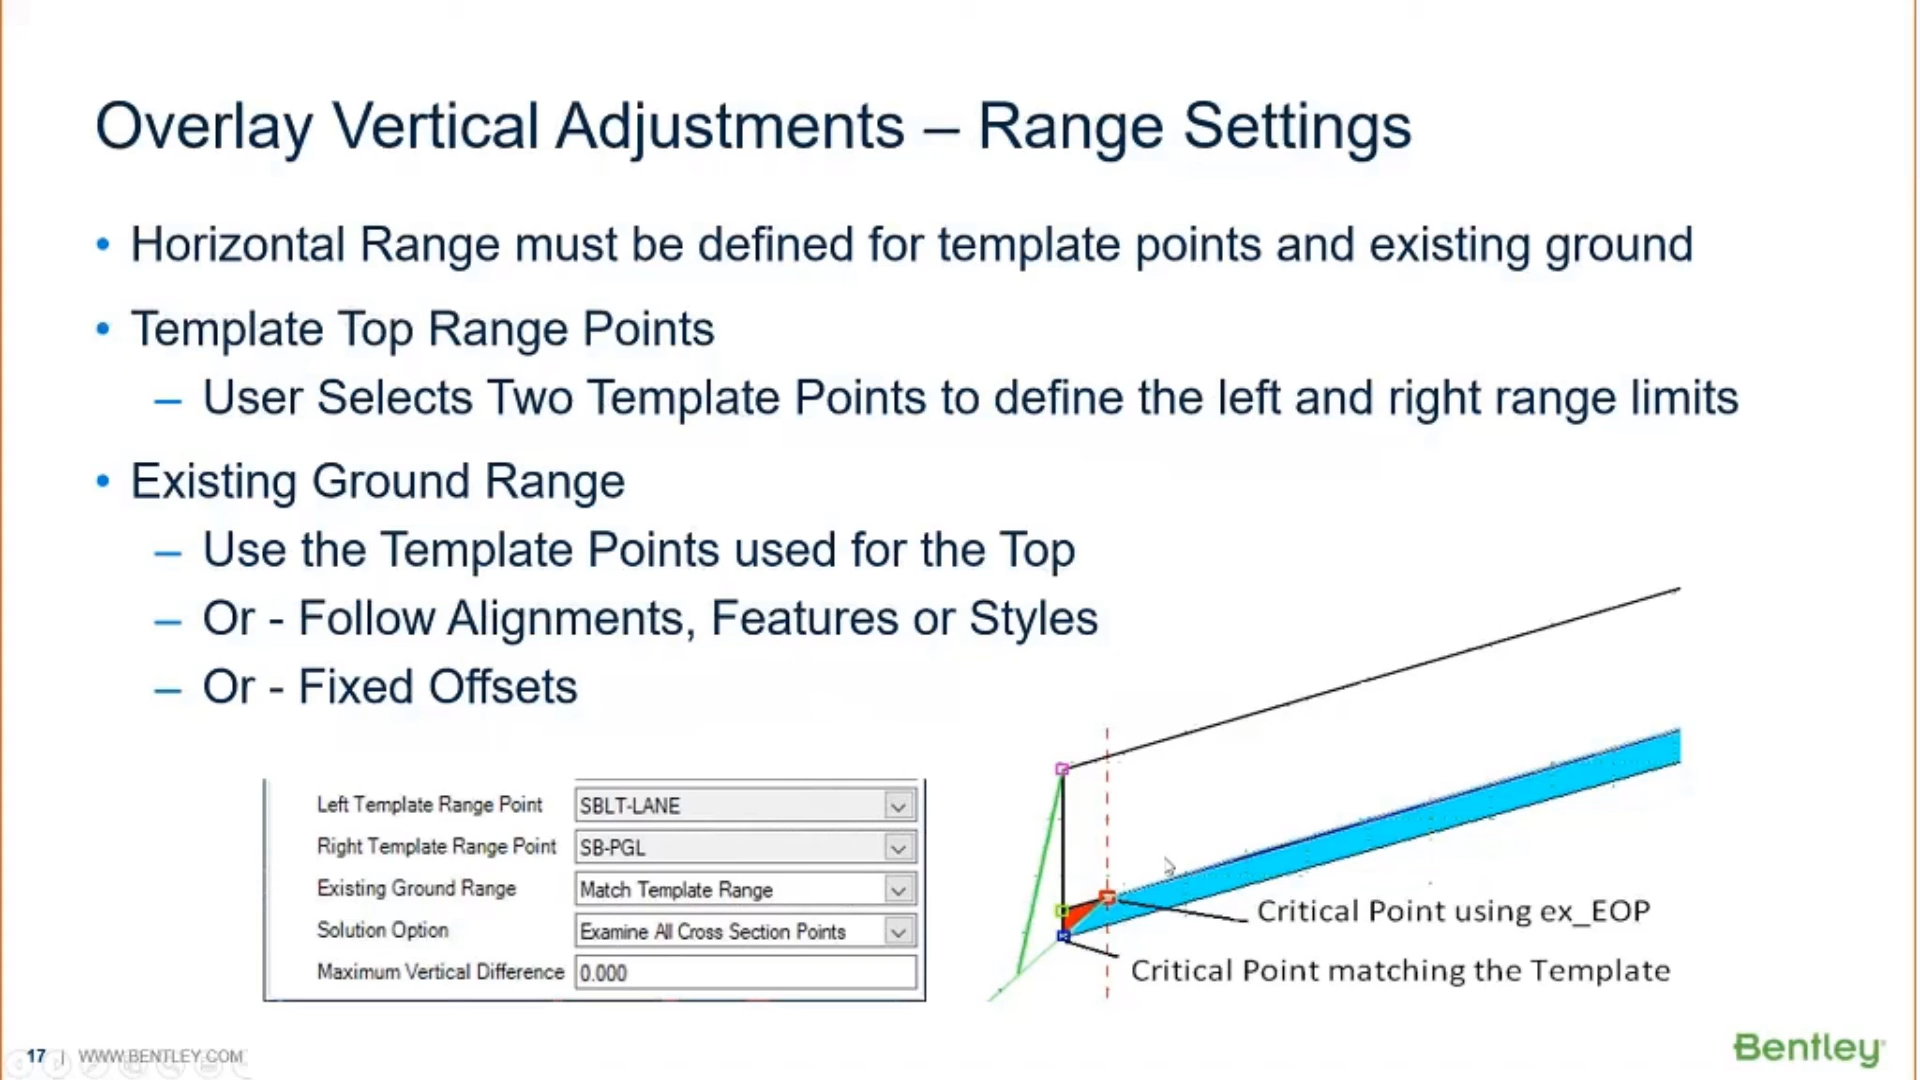 Overlay Vertical Adjustments – Range Settings
• Horizontal Range must be defined for template points and existing ground
• Template Top Range Points
– User Selects Two Template Points to define the left and right range limits
• Existing Ground Range
– Use the Template Points used for the Top
– Or - Follow Alignments, Features or Styles
– Or - Fixed Offsets
Left Template Range Point SBLT-LANE
Right Template Range Point SB-PGL
Existing Ground Range Match Template Range
Solution Option Examine All Cross Section Points
Maximum Vertical Difference 0.000
Critical Point using ex_EOP
Critical Point matching the Template
17 | WWW.BENTLEY.COM
Bentley